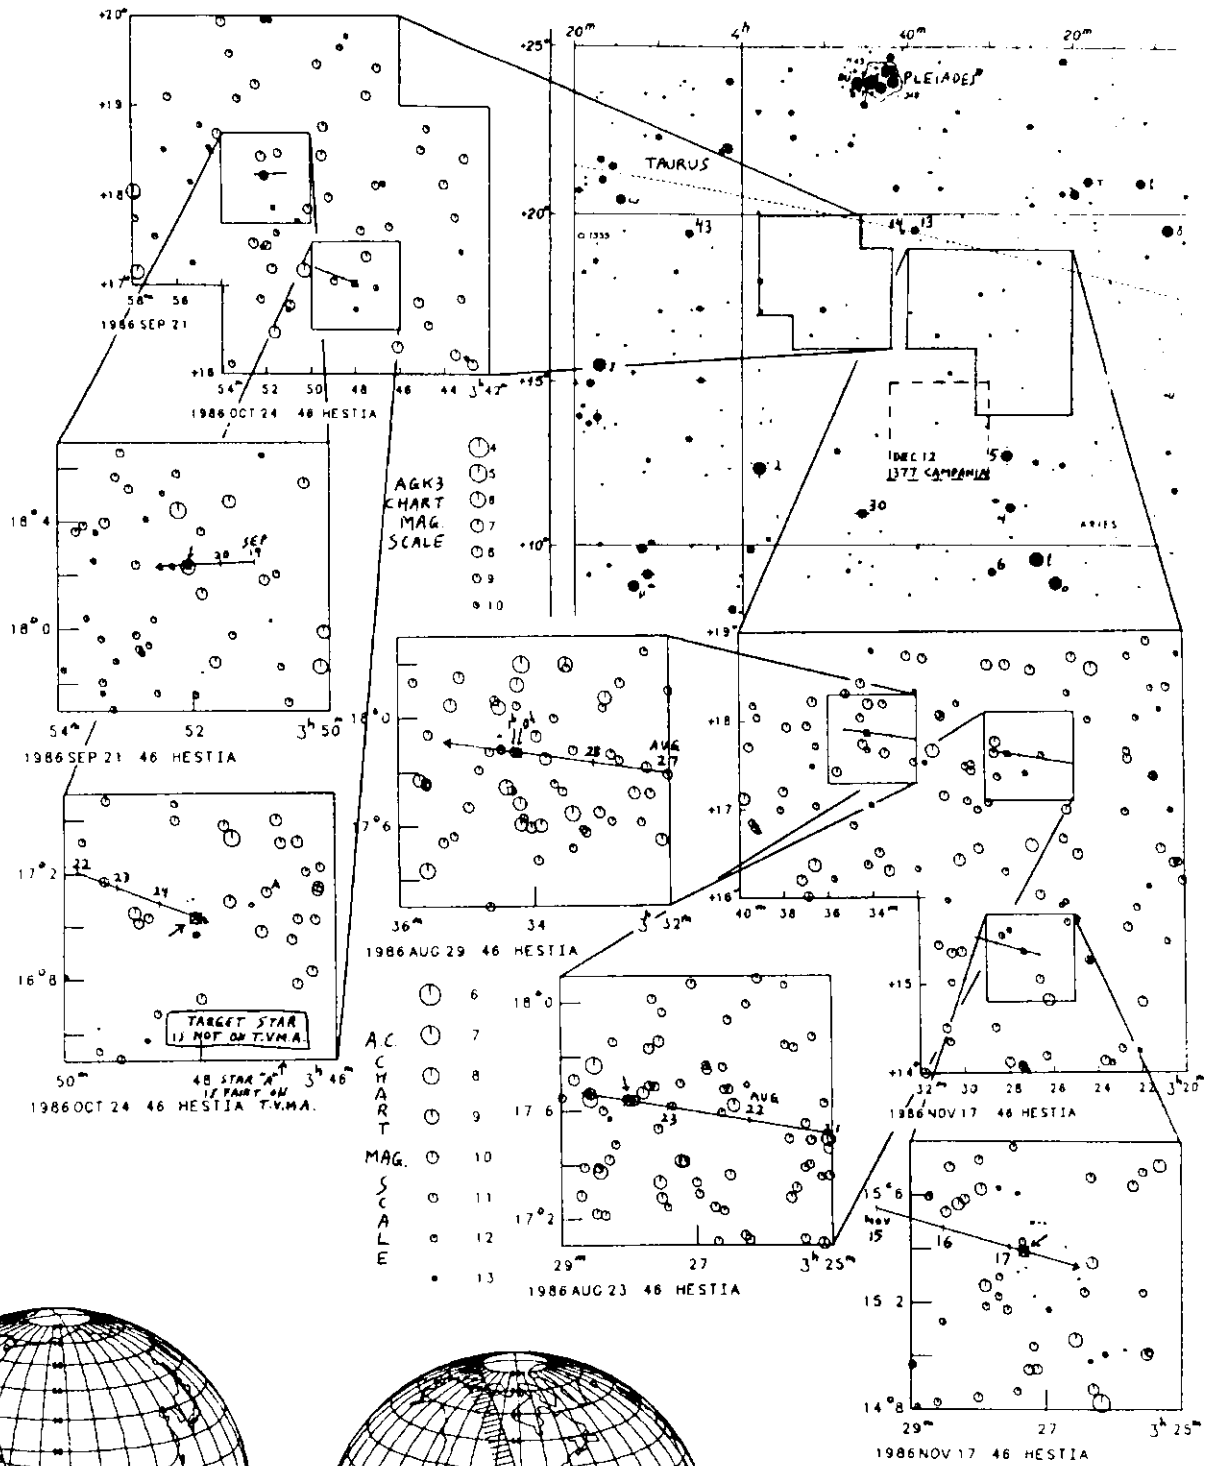 +20°
+19
+18
+17°
58ᵐ 56
1986 SEP 21
+16
54ᵐ 52 50 48 46 44 3ʰ42ᵐ
1986 OCT 24 46 HESTIA
20ᵐ 4ʰ 40ᵐ 20ᵐ
+25°
PLEIADES
TAURUS
+20°
43
14 13
1555
+15°
2
DEC 12
1377 CAMPANIA
5
30
4
ARIES
+10°
6
AGK3
CHART
MAG.
SCALE
4
5
6
7
8
9
10
18°4
18°0
20 SEP 19
54ᵐ 52 3ʰ50ᵐ
1986 SEP 21 46 HESTIA
18°0
17°6
28 AUG 27
36ᵐ 34 3ʰ32ᵐ
1986 AUG 29 46 HESTIA
+19°
+18
+17
+16°
40ᵐ 38 36 34
+15
+14°
32ᵐ 30 28 26 24 22 3ʰ20ᵐ
1986 NOV 17 46 HESTIA
17°2
16°8
22 23 24
A
TARGET STAR
IS NOT ON T.V.M.A.
50ᵐ 48 3ʰ46ᵐ
STAR "A"
IS FAINT ON
T.V.M.A.
1986 OCT 24 46 HESTIA
A.C.
CHART
MAG.
SCALE
6
7
8
9
10
11
12
13
18°0
17°6
17°2
23 AUG 22
29ᵐ 27 3ʰ25ᵐ
1986 AUG 23 46 HESTIA
15°6
15°2
14°8
NOV 15 16 17
29ᵐ 27 3ʰ25ᵐ
1986 NOV 17 46 HESTIA